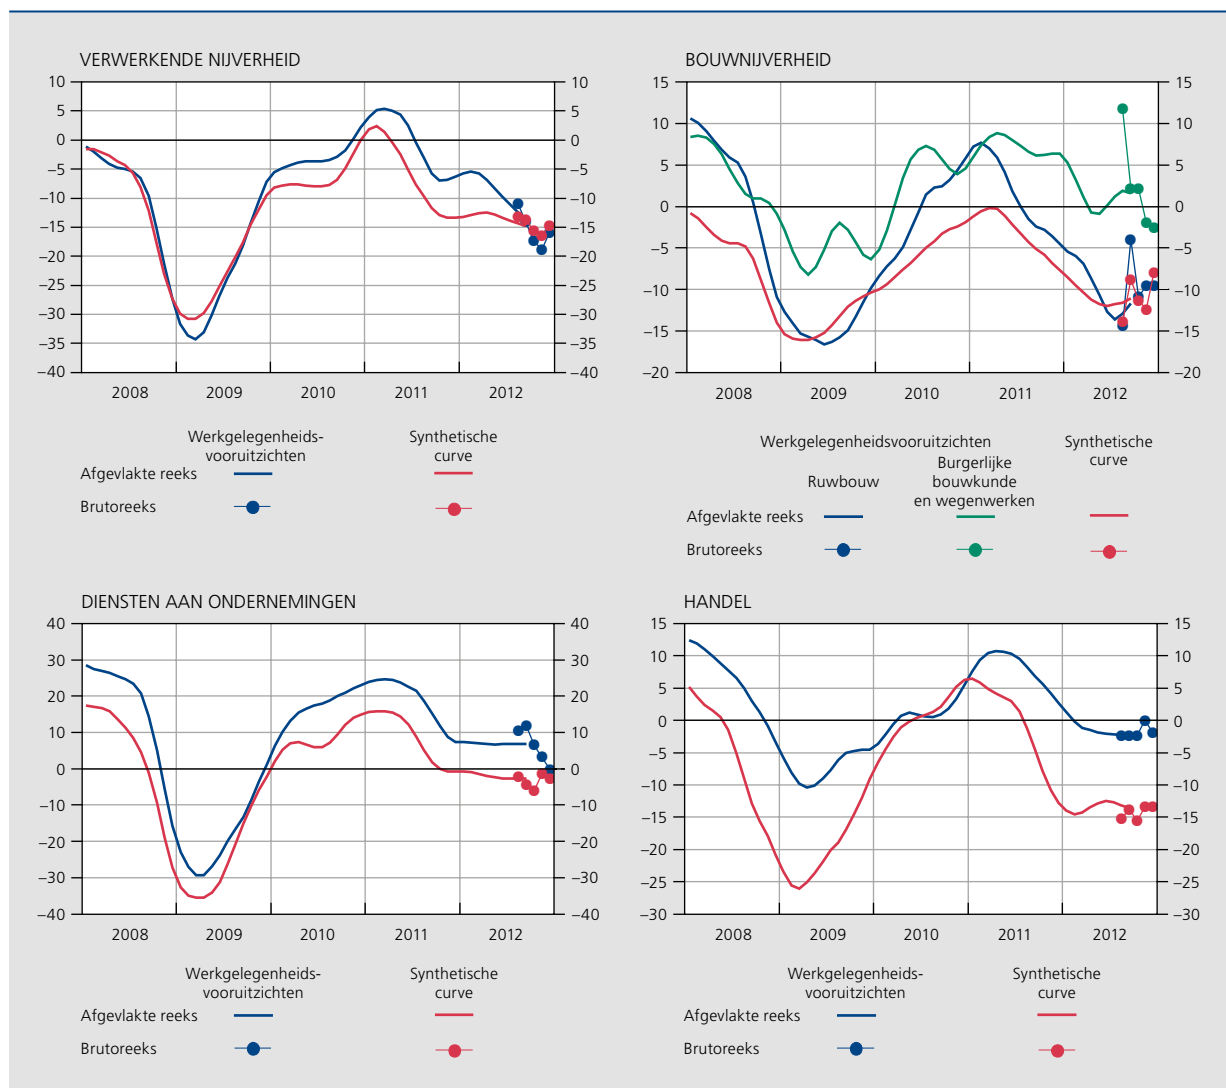 VERWERKENDE NIJVERHEID
10 10
5 5
0 0
–5 –5
–10 –10
–15 –15
–20 –20
–25 –25
–30 –30
–35 –35
–40 –40
2008 2009 2010 2011 2012
Werkgelegenheids-
vooruitzichten
Synthetische
curve
Afgevlakte reeks
Brutoreeks
BOUWNIJVERHEID
15 15
10 10
5 5
0 0
–5 –5
–10 –10
–15 –15
–20 –20
2008 2009 2010 2011 2012
Werkgelegenheidsvooruitzichten
Ruwbouw
Burgerlijke
bouwkunde
en wegenwerken
Synthetische
curve
Afgevlakte reeks
Brutoreeks
DIENSTEN AAN ONDERNEMINGEN
40 40
30 30
20 20
10 10
0 0
–10 –10
–20 –20
–30 –30
–40 –40
2008 2009 2010 2011 2012
Werkgelegenheids-
vooruitzichten
Synthetische
curve
Afgevlakte reeks
Brutoreeks
HANDEL
15 15
10 10
5 5
0 0
–5 –5
–10 –10
–15 –15
–20 –20
–25 –25
–30 –30
2008 2009 2010 2011 2012
Werkgelegenheids-
vooruitzichten
Synthetische
curve
Afgevlakte reeks
Brutoreeks